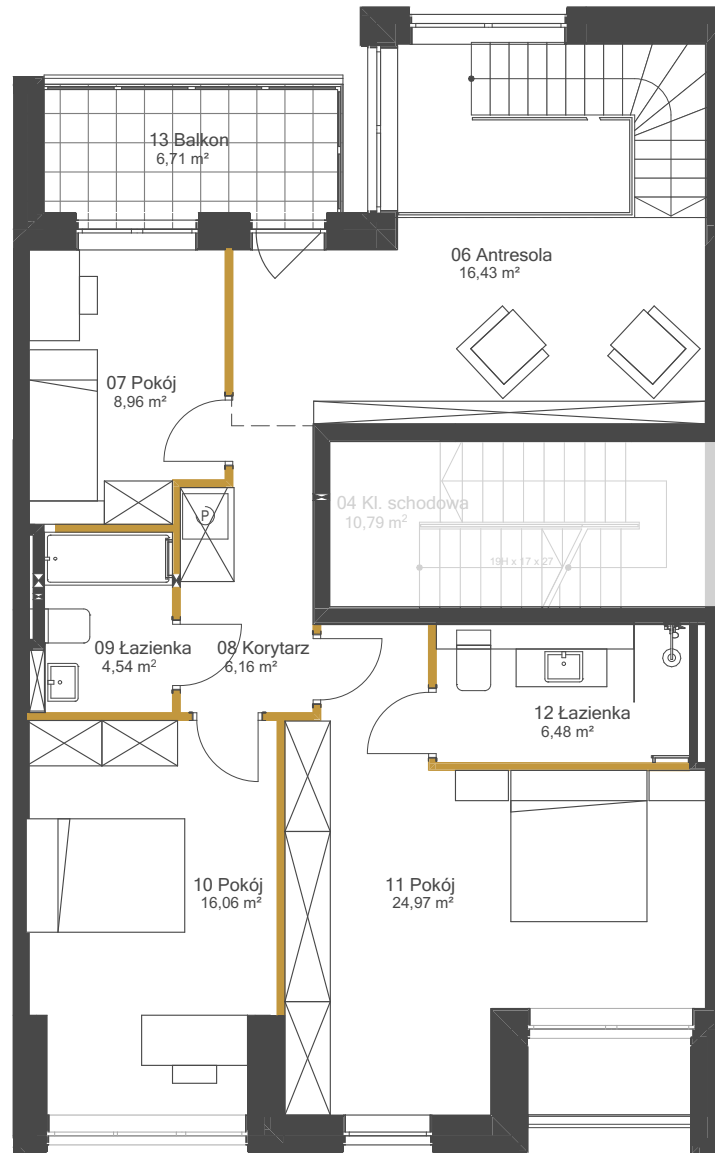 13 Balkon
6,71 m²
06 Antresola
16,43 m²
07 Pokój
8,96 m²
04 Kl. schodowa
10,79 m²
P
19H x 17 x 27
09 Łazienka
4,54 m²
08 Korytarz
6,16 m²
12 Łazienka
6,48 m²
10 Pokój
16,06 m²
11 Pokój
24,97 m²